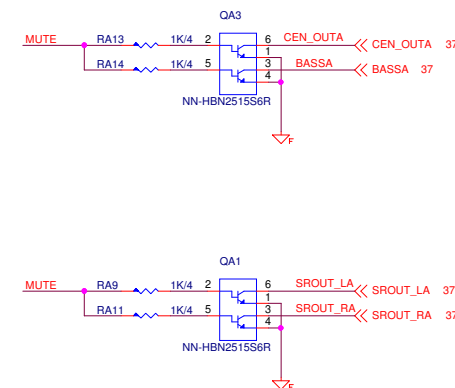 QA3
MUTE RA13 1K/4 2 6 CEN_OUTA CEN_OUTA 37
1
RA14 1K/4 5 3 BASSA BASSA 37
4
NN-HBN2515S6R
F
QA1
MUTE RA9 1K/4 2 6 SROUT_LA SROUT_LA 37
1
RA11 1K/4 5 3 SROUT_RA SROUT_RA 37
4
NN-HBN2515S6R
F